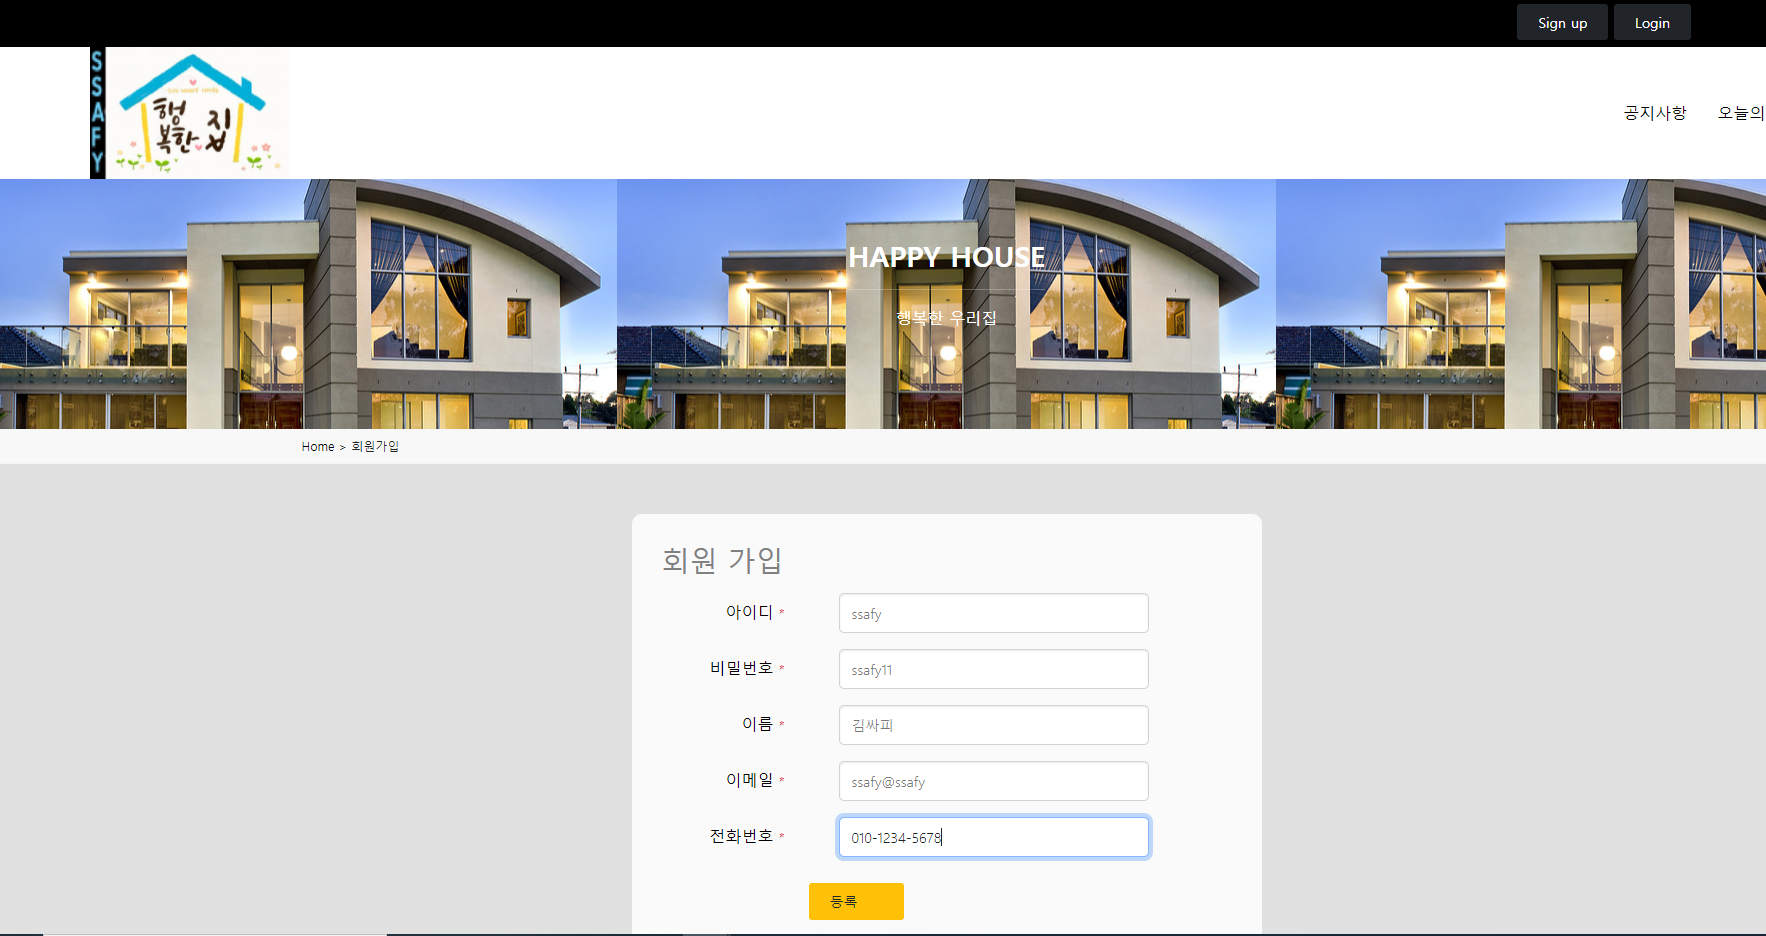 Sign up Login
SSAFY
행복한 집
공지사항 오늘의
HAPPY HOUSE
행복한 우리집
Home > 회원가입
회원 가입
아이디 * ssafy
비밀번호 * ssafy11
이름 * 김싸피
이메일 * ssafy@ssafy
전화번호 * 010-1234-5678
등록